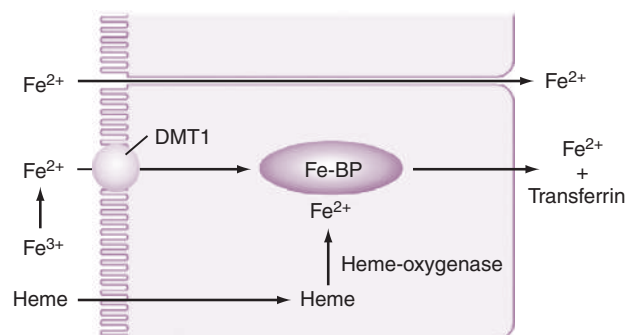 Fe²⁺
Fe²⁺
DMT1
Fe²⁺
Fe-BP
Fe²⁺
+
Transferrin
Fe²⁺
Fe³⁺
Heme-oxygenase
Heme
Heme